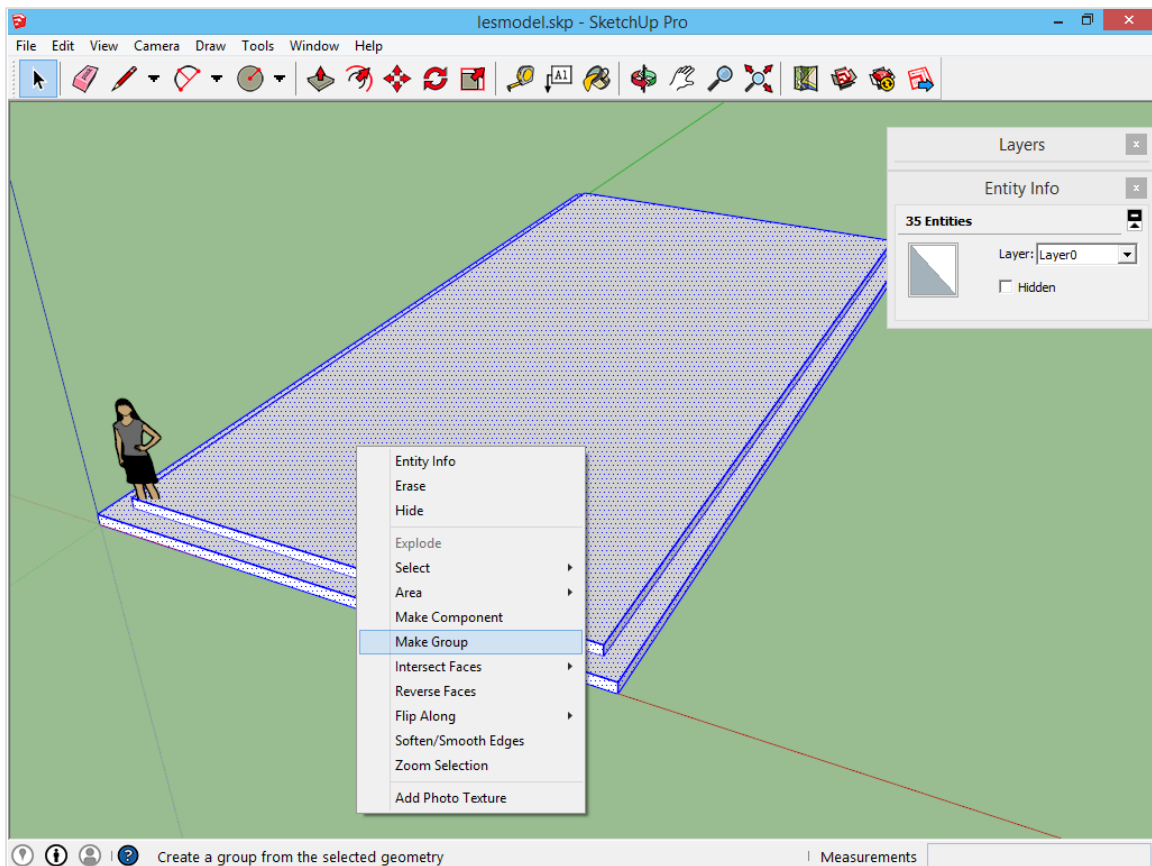 lesmodel.skp - SketchUp Pro
File Edit View Camera Draw Tools Window Help
A1
Layers
Entity Info
35 Entities
Layer: Layer0
Hidden
Entity Info
Erase
Hide
Explode
Select
Area
Make Component
Make Group
Intersect Faces
Reverse Faces
Flip Along
Soften/Smooth Edges
Zoom Selection
Add Photo Texture
Create a group from the selected geometry
Measurements